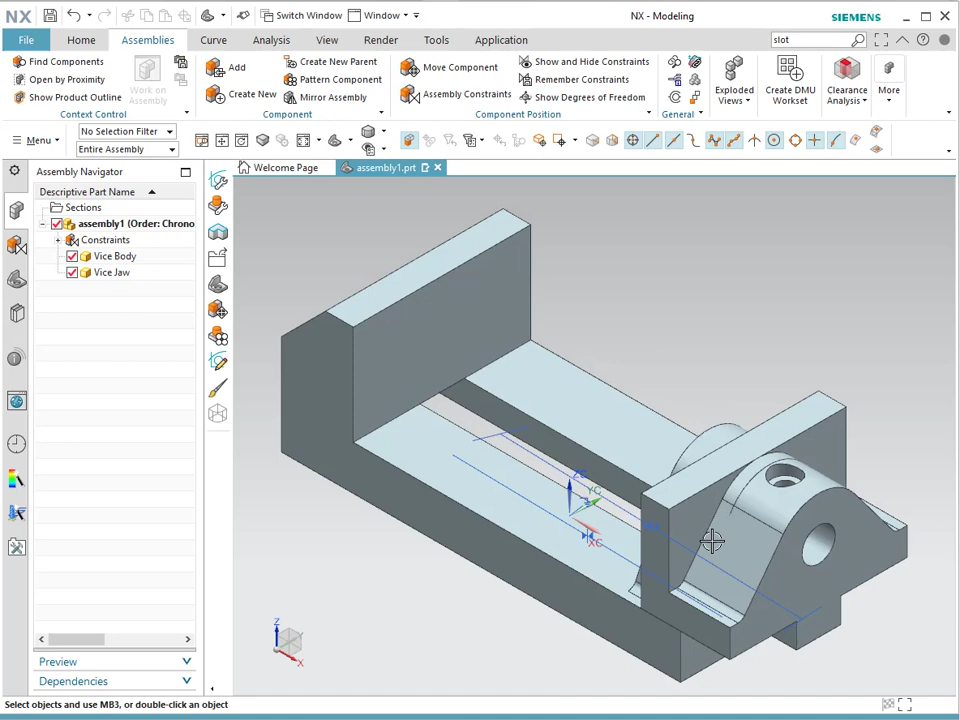 NX
Switch Window
Window
NX - Modeling
SIEMENS
File
Home
Assemblies
Curve
Analysis
View
Render
Tools
Application
slot
Find Components
Open by Proximity
Show Product Outline
Work on
Assembly
Context Control
Add
Create New
Create New Parent
Pattern Component
Mirror Assembly
Component
Move Component
Assembly Constraints
Show and Hide Constraints
Remember Constraints
Show Degrees of Freedom
Component Position
General
Exploded
Views
Create DMU
Workset
Clearance
Analysis
More
Menu
No Selection Filter
Entire Assembly
Assembly Navigator
Welcome Page
assembly1.prt
Descriptive Part Name
Sections
assembly1 (Order: Chrono
Constraints
Vice Body
Vice Jaw
ZC
YC
XC
Z
X
Preview
Dependencies
Select objects and use MB3, or double-click an object